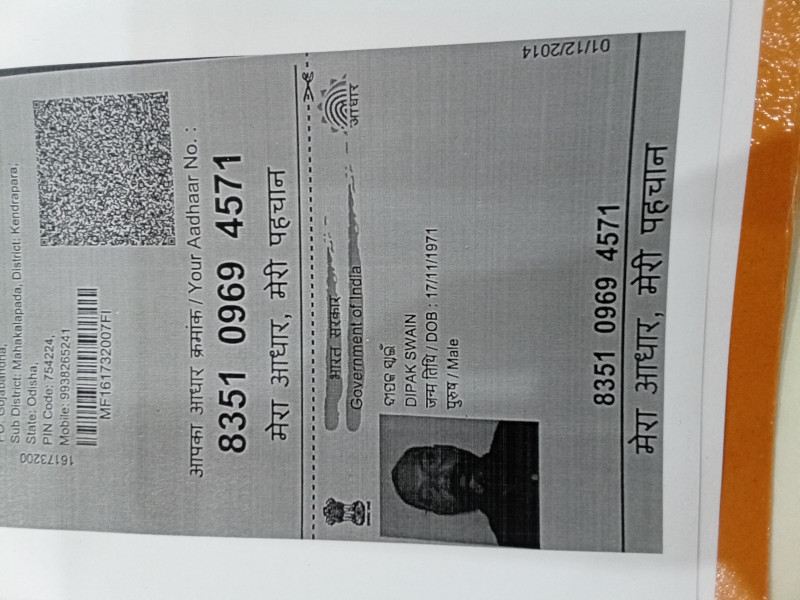 Sub District: Mahakalapada, District: Kendrapara,
State: Odisha,
PIN Code: 754224,
Mobile: 9938265241
MF161732007FI
16173200
आपका आधार क्रमांक / Your Aadhaar No. :
8351 0969 4571
मेरा आधार, मेरी पहचान
भारत सरकार
Government of India
आधार
DIPAK SWAIN
जन्म तिथि / DOB : 17/11/1971
पुरुष / Male
8351 0969 4571
मेरा आधार, मेरी पहचान
01/12/2014